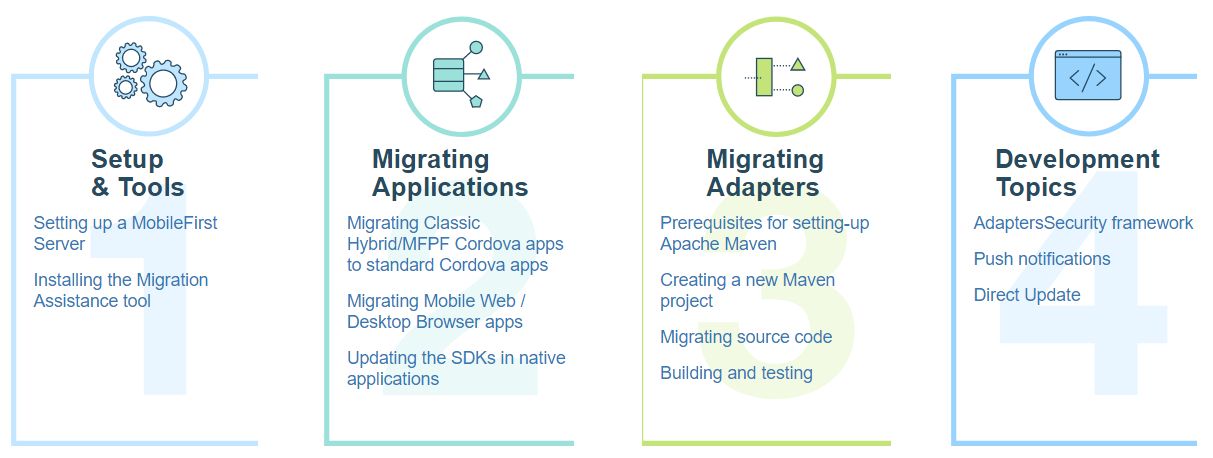 Setup
& Tools
1
Setting up a MobileFirst
Server
Installing the Migration
Assistance tool
Migrating
Applications
2
Migrating Classic
Hybrid/MFPF Cordova apps
to standard Cordova apps
Migrating Mobile Web /
Desktop Browser apps
Updating the SDKs in native
applications
Migrating
Adapters
3
Prerequisites for setting-up
Apache Maven
Creating a new Maven
project
Migrating source code
Building and testing
</>
Development
Topics
4
AdaptersSecurity framework
Push notifications
Direct Update